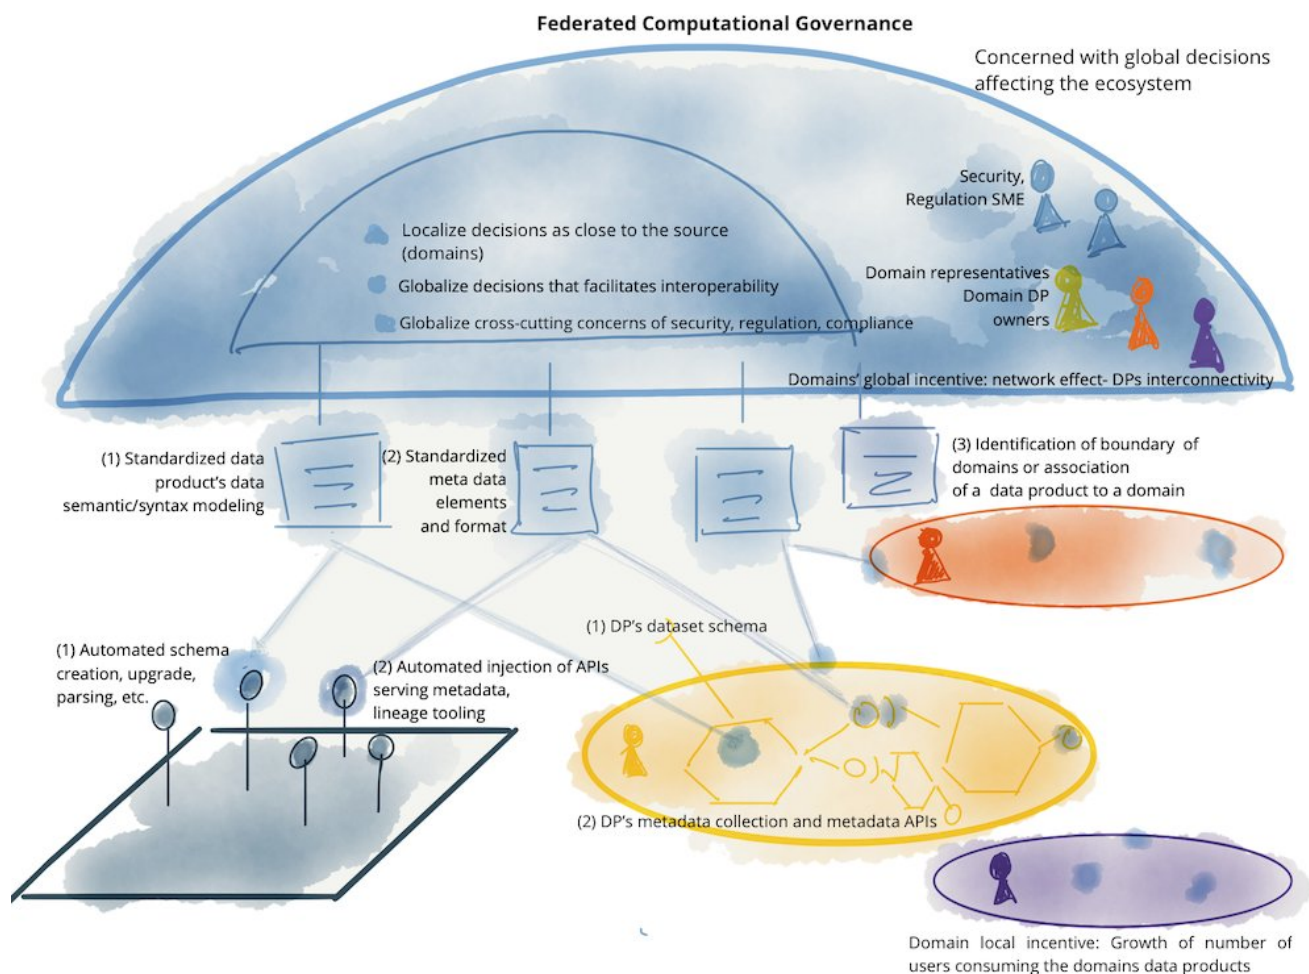 Federated Computational Governance
Concerned with global decisions
affecting the ecosystem
Security,
Regulation SME
Localize decisions as close to the source
(domains)
Globalize decisions that facilitates interoperability
Globalize cross-cutting concerns of security, regulation, compliance
Domain representatives
Domain DP
owners
Domains' global incentive: network effect- DPs interconnectivity
(1) Standardized data
product's data
semantic/syntax modeling
(2) Standardized
meta data
elements
and format
(3) Identification of boundary of
domains or association
of a data product to a domain
(1) Automated schema
creation, upgrade,
parsing, etc.
(2) Automated injection of APIs
serving metadata,
lineage tooling
(1) DP's dataset schema
(2) DP's metadata collection and metadata APIs
Domain local incentive: Growth of number of
users consuming the domains data products